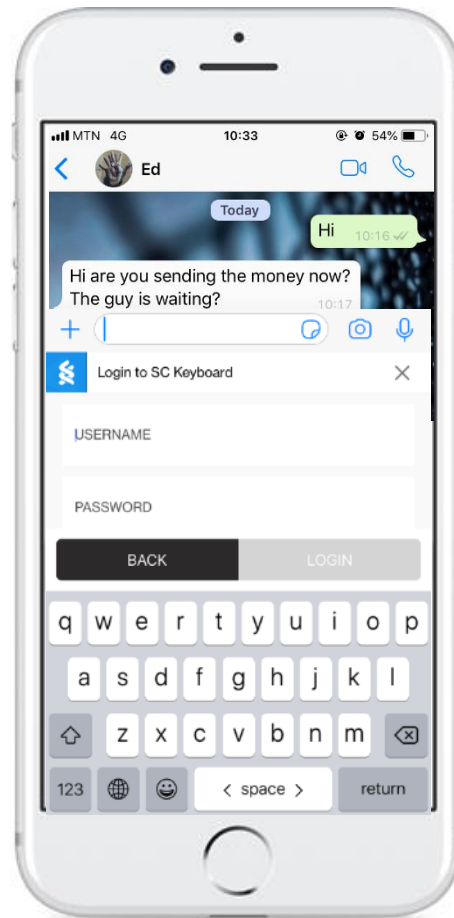 MTN 4G 10:33 54%
Ed
Today
Hi 10:16
Hi are you sending the money now?
The guy is waiting?
10:17
Login to SC Keyboard
USERNAME
PASSWORD
BACK LOGIN
q w e r t y u i o p
a s d f g h j k l
z x c v b n m
123 < space > return